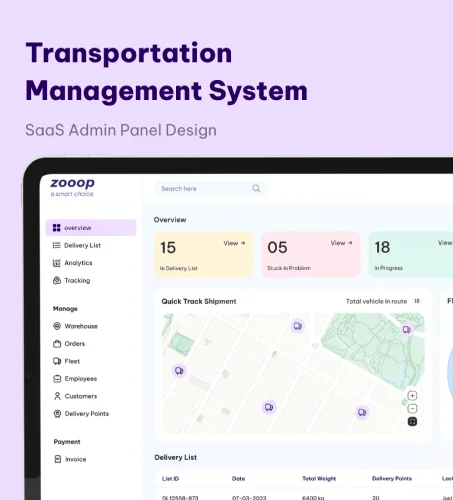 Transportation
Management System
SaaS Admin Panel Design
zooop
a smart choice.
Search here
overview
Delivery List
Analytics
Tracking
Manage
Warehouse
Orders
Fleet
Employees
Customers
Delivery Points
Payment
invoice
Overview
15 View →
In Delivery List
05 View →
Stuck In Problem
18 View
In Progress
Quick Track Shipment Total vehicle in route 18
Fl
Delivery List
List ID Date Total Weight Delivery Points Las
DL12558-873 07-03-2023 6400 kg 20 Just